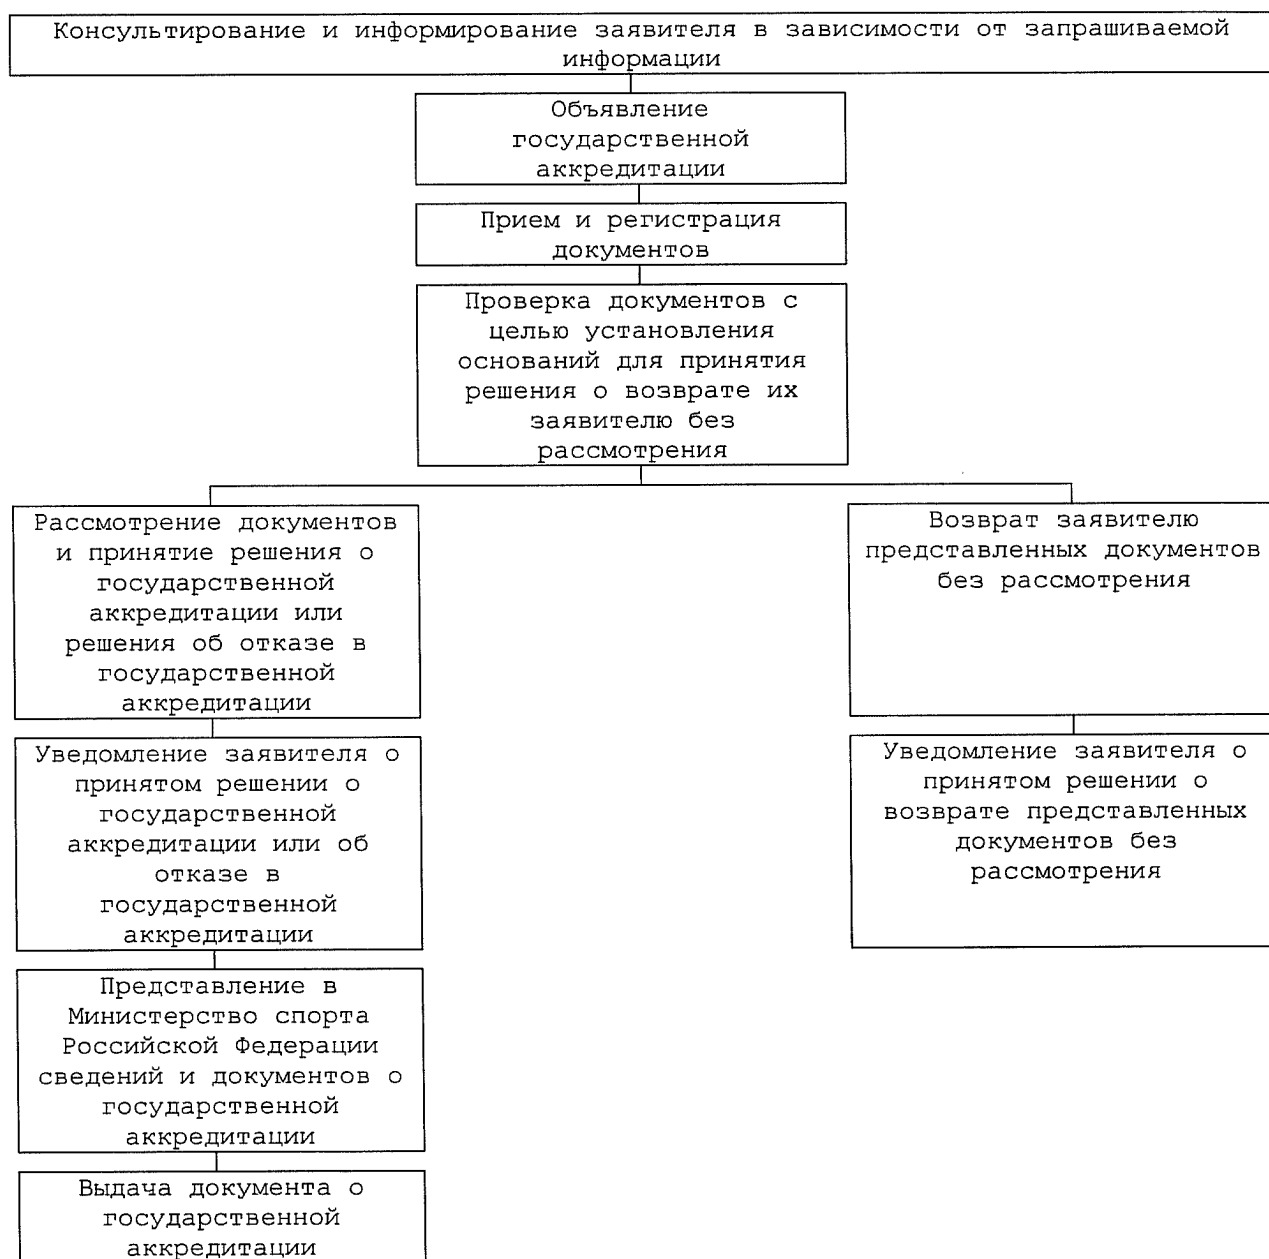 Консультирование и информирование заявителя в зависимости от запрашиваемой
информации
Объявление
государственной
аккредитации
Прием и регистрация
документов
Проверка документов с
целью установления
оснований для принятия
решения о возврате их
заявителю без
рассмотрения
Рассмотрение документов
и принятие решения о
государственной
аккредитации или
решения об отказе в
государственной
аккредитации
Возврат заявителю
представленных документов
без рассмотрения
Уведомление заявителя о
принятом решении о
государственной
аккредитации или об
отказе в
государственной
аккредитации
Уведомление заявителя о
принятом решении о
возврате представленных
документов без
рассмотрения
Представление в
Министерство спорта
Российской Федерации
сведений и документов о
государственной
аккредитации
Выдача документа о
государственной
аккредитации